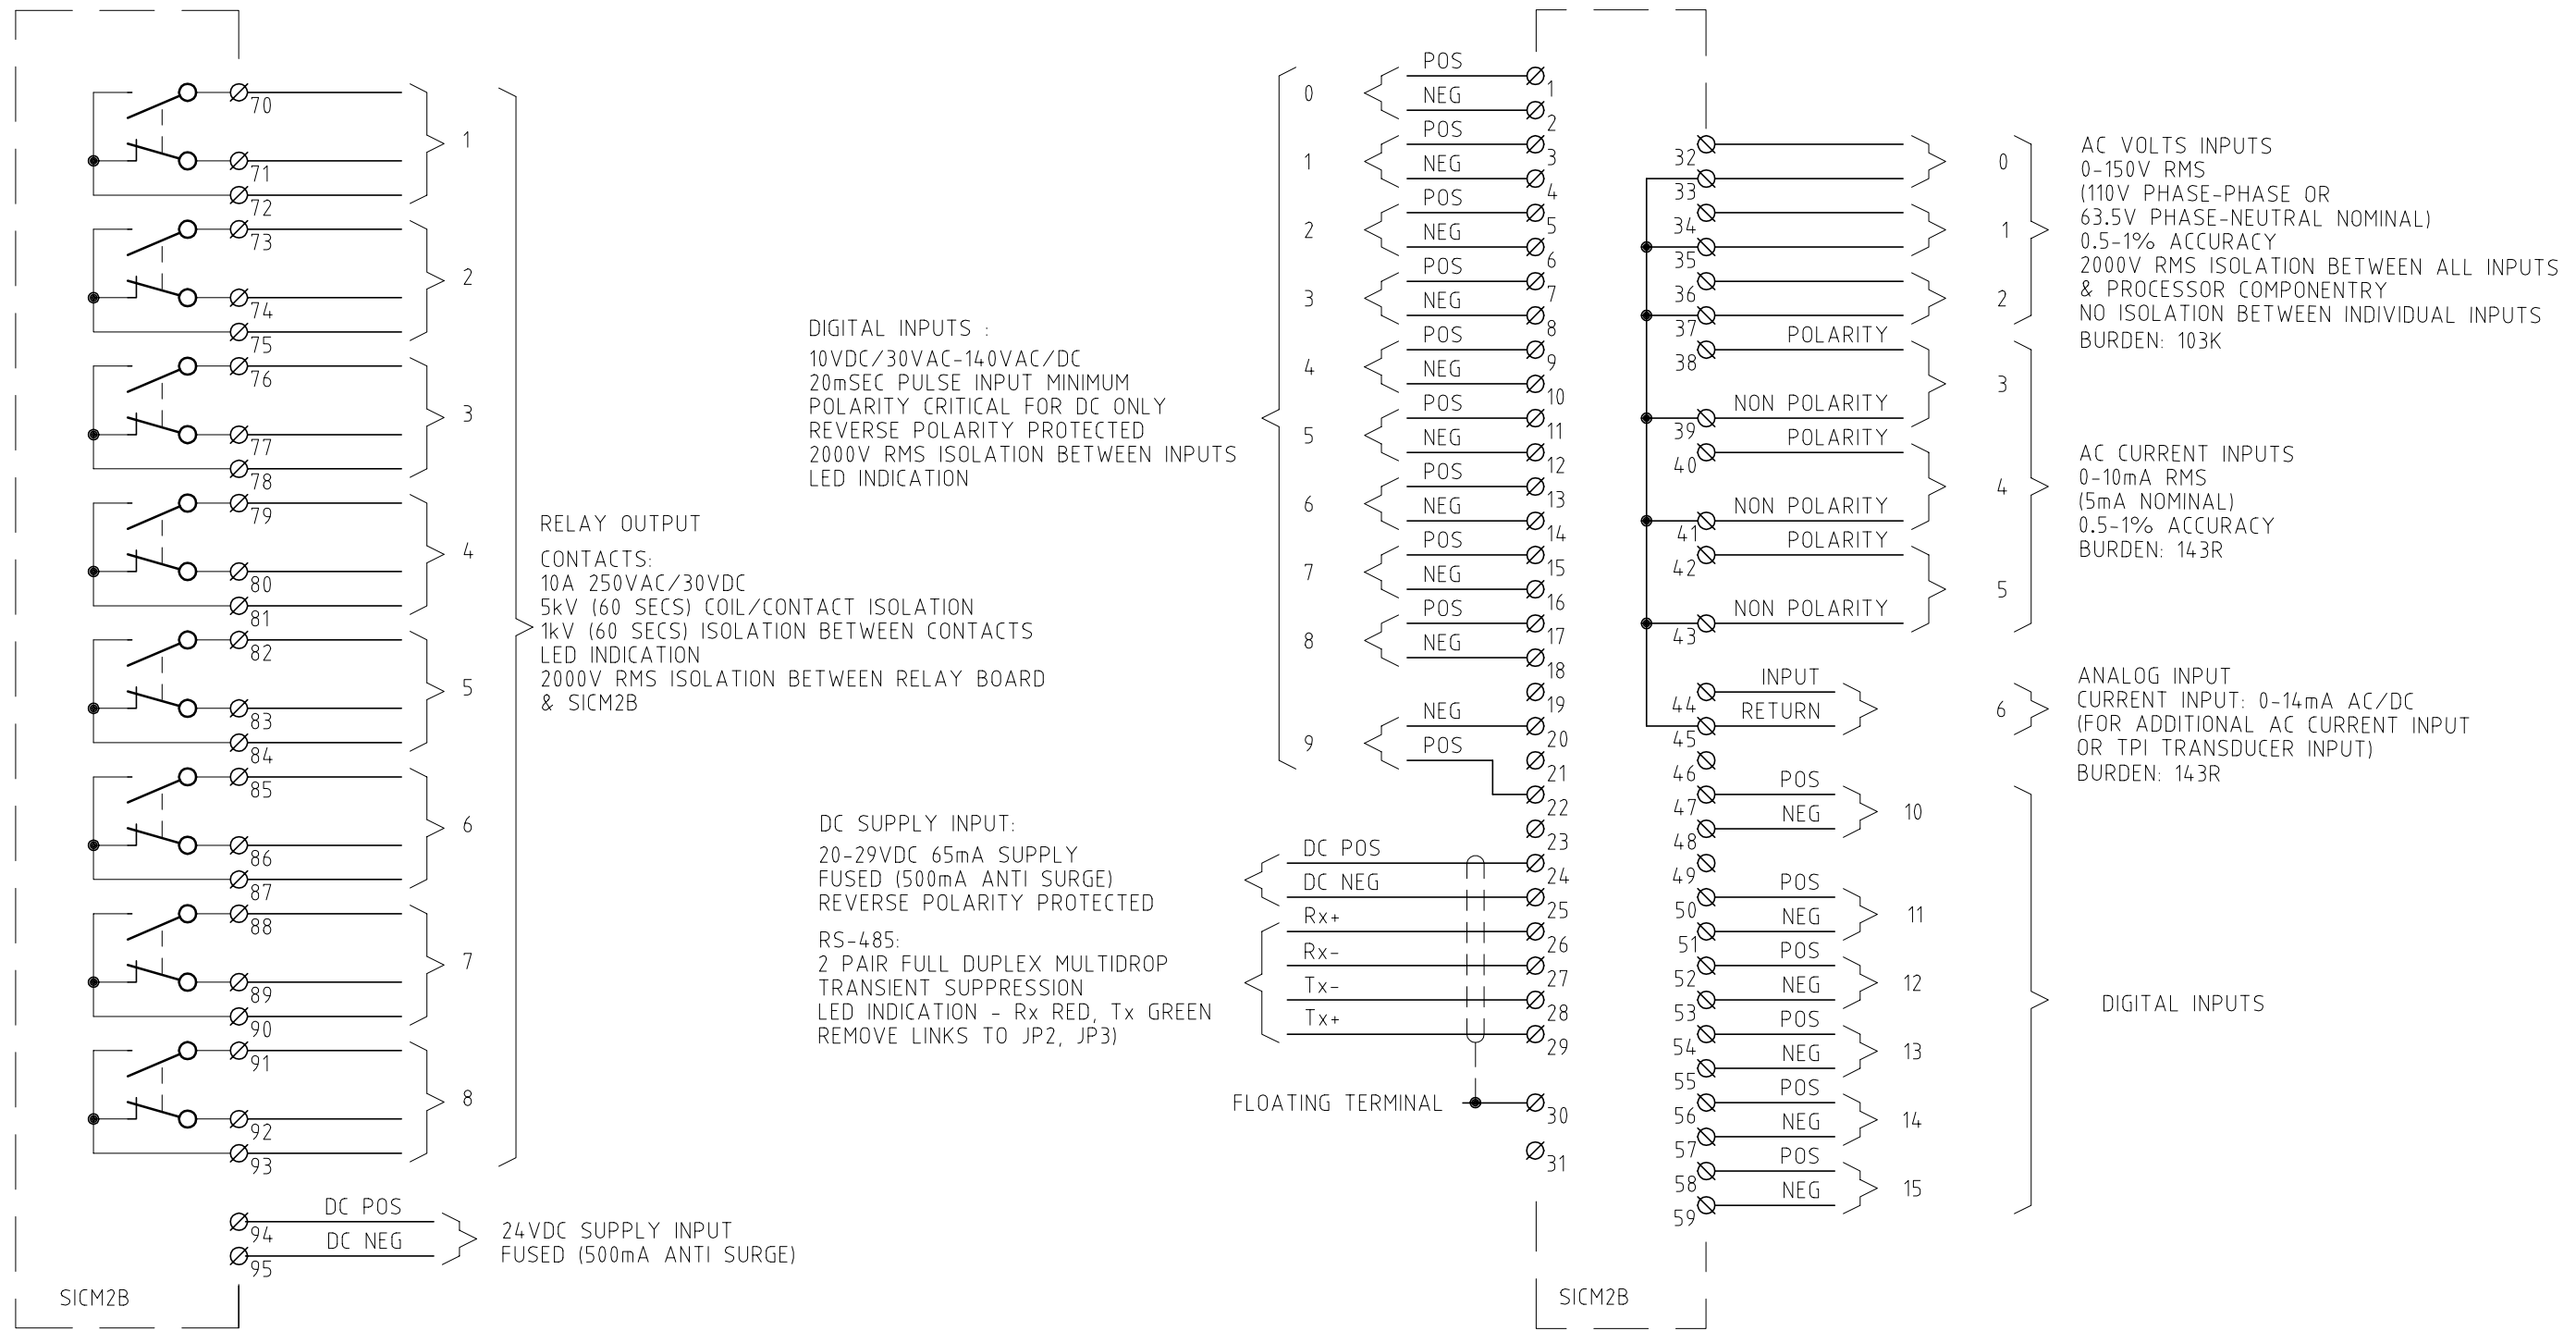 70
71
72
1
73
74
75
2
76
77
78
3
79
80
81
4
82
83
84
5
85
86
87
6
88
89
90
7
91
92
93
8
DC POS
94
DC NEG
95
24VDC SUPPLY INPUT
FUSED (500mA ANTI SURGE)
SICM2B
RELAY OUTPUT
CONTACTS:
10A 250VAC/30VDC
5kV (60 SECS) COIL/CONTACT ISOLATION
1kV (60 SECS) ISOLATION BETWEEN CONTACTS
LED INDICATION
2000V RMS ISOLATION BETWEEN RELAY BOARD
& SICM2B
DIGITAL INPUTS :
10VDC/30VAC-140VAC/DC
20mSEC PULSE INPUT MINIMUM
POLARITY CRITICAL FOR DC ONLY
REVERSE POLARITY PROTECTED
2000V RMS ISOLATION BETWEEN INPUTS
LED INDICATION
0
POS
1
NEG
2
1
POS
3
NEG
4
2
POS
5
NEG
6
3
POS
7
NEG
8
4
POS
9
NEG
10
5
POS
11
NEG
12
6
POS
13
NEG
14
7
POS
15
NEG
16
8
POS
17
NEG
18
19
9
NEG
20
POS
21
22
23
DC SUPPLY INPUT:
20-29VDC 65mA SUPPLY
FUSED (500mA ANTI SURGE)
REVERSE POLARITY PROTECTED
DC POS
24
DC NEG
25
RS-485:
2 PAIR FULL DUPLEX MULTIDROP
TRANSIENT SUPPRESSION
LED INDICATION - Rx RED, Tx GREEN
REMOVE LINKS TO JP2, JP3)
Rx+
26
Rx-
27
Tx-
28
Tx+
29
FLOATING TERMINAL
30
31
SICM2B
32
33
0
34
35
1
36
37
2
AC VOLTS INPUTS
0-150V RMS
(110V PHASE-PHASE OR
63.5V PHASE-NEUTRAL NOMINAL)
0.5-1% ACCURACY
2000V RMS ISOLATION BETWEEN ALL INPUTS
& PROCESSOR COMPONENTRY
NO ISOLATION BETWEEN INDIVIDUAL INPUTS
BURDEN: 103K
POLARITY
38
NON POLARITY
39
3
POLARITY
40
NON POLARITY
41
4
POLARITY
42
NON POLARITY
43
5
AC CURRENT INPUTS
0-10mA RMS
(5mA NOMINAL)
0.5-1% ACCURACY
BURDEN: 143R
INPUT
44
RETURN
45
6
ANALOG INPUT
CURRENT INPUT: 0-14mA AC/DC
(FOR ADDITIONAL AC CURRENT INPUT
OR TPI TRANSDUCER INPUT)
BURDEN: 143R
46
POS
47
NEG
48
10
49
POS
50
NEG
51
11
POS
52
NEG
53
12
POS
54
NEG
55
13
POS
56
NEG
57
14
POS
58
NEG
59
15
DIGITAL INPUTS